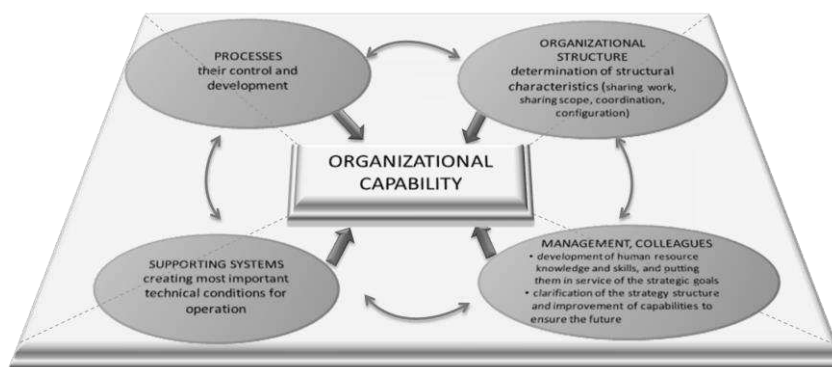 PROCESSES
their control and
development
ORGANIZATIONAL
STRUCTURE
determination of structural
characteristics (sharing work,
sharing scope, coordination,
configuration)
ORGANIZATIONAL
CAPABILITY
SUPPORTING SYSTEMS
creating most important
technical conditions for
operation
MANAGEMENT, COLLEAGUES
• development of human resource
knowledge and skills, and putting
them in service of the strategic goals
• clarification of the strategy structure
and improvement of capabilities to
ensure the future